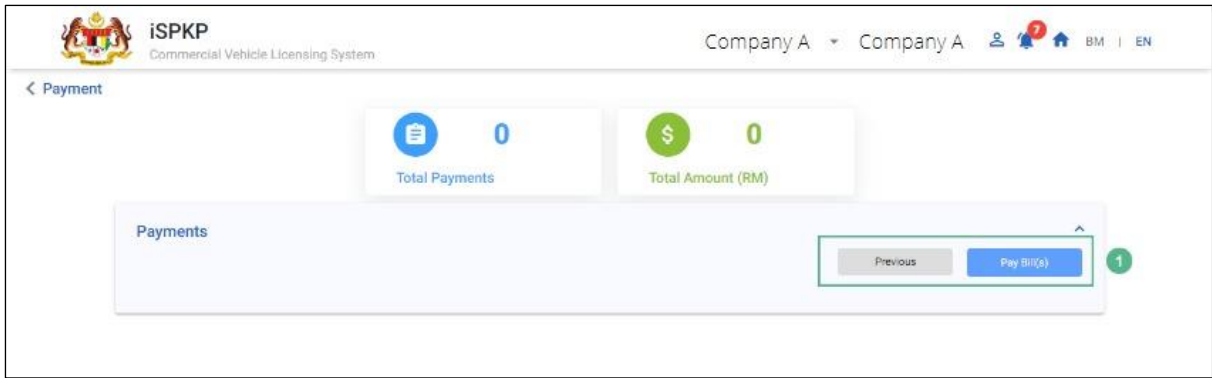 iSPKP
Commercial Vehicle Licensing System
Company A Company A 7 BM | EN
Payment
0 0
Total Payments Total Amount (RM)
Payments
Previous Pay Bill(s) 1